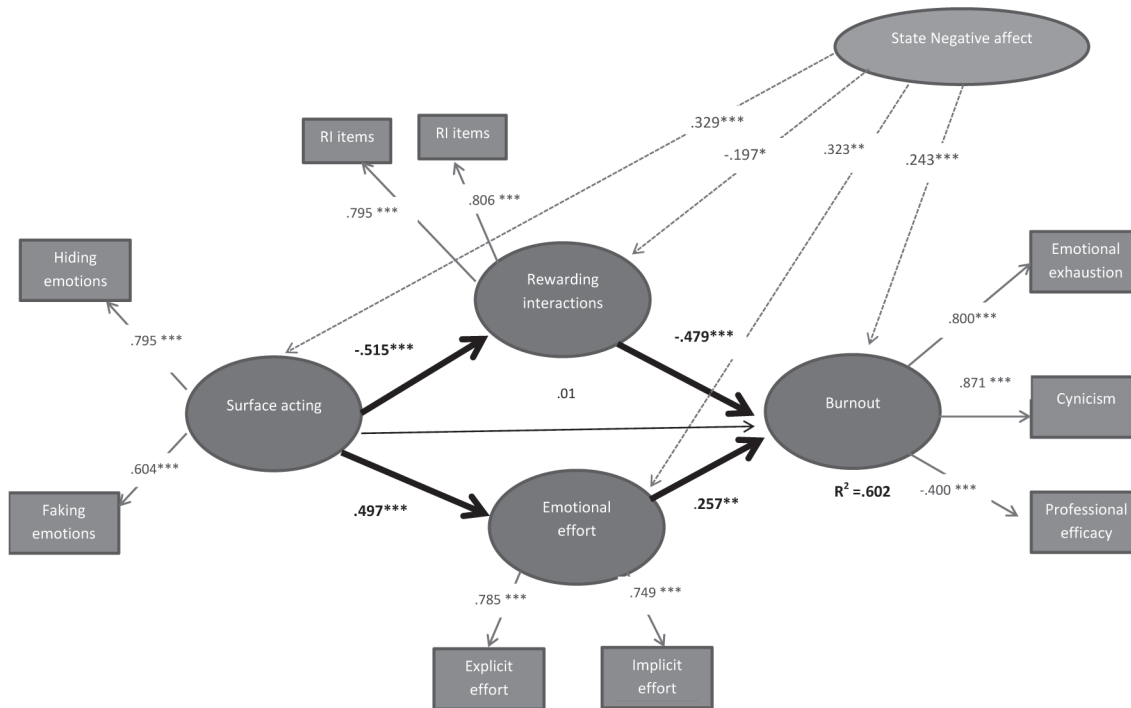 State Negative affect
.329***
-.197*
.323**
.243***
RI items
RI items
.795 ***
.806 ***
Hiding
emotions
Rewarding
interactions
Emotional
exhaustion
.795 ***
.800***
-.515***
-.479***
Surface acting
.01
Burnout
.871 ***
Cynicism
.604***
R² =.602
-.400 ***
Faking
emotions
.497***
Emotional
effort
.257**
Professional
efficacy
.785 ***
.749 ***
Explicit
effort
Implicit
effort